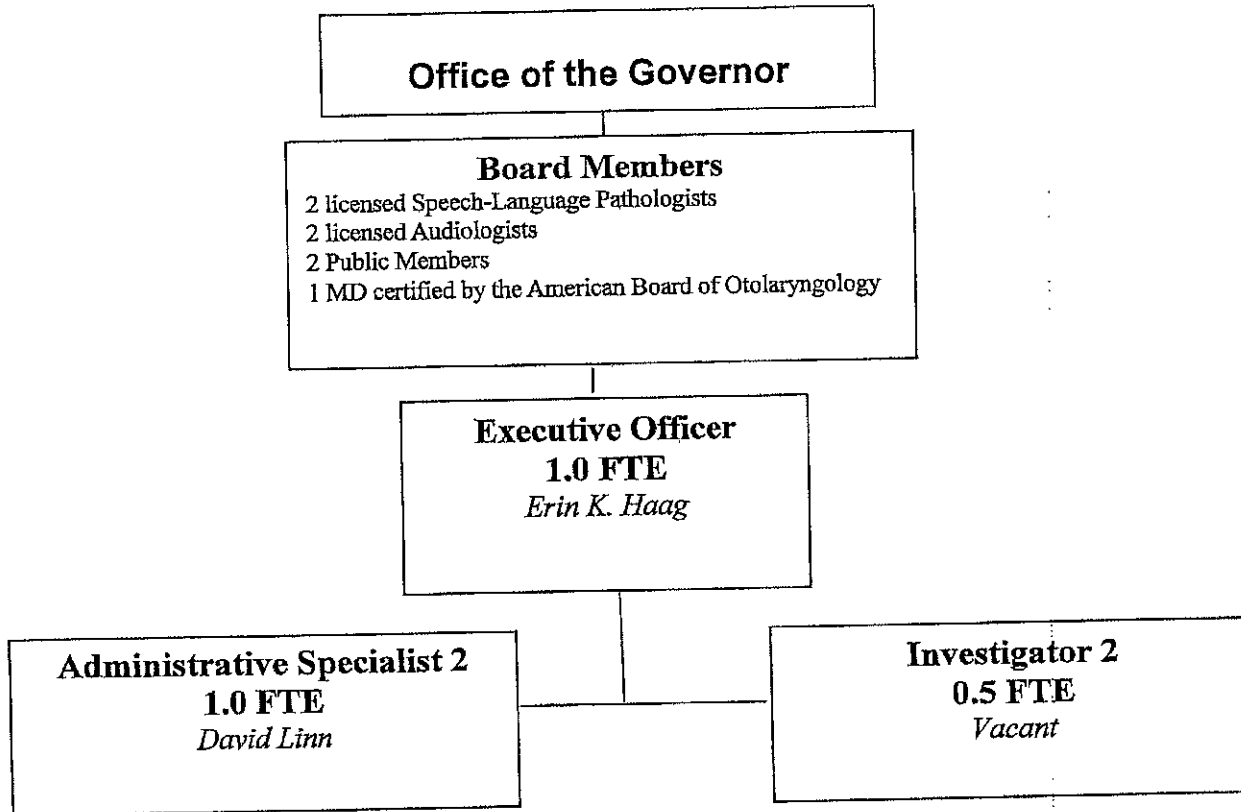 Office of the Governor
Board Members
2 licensed Speech-Language Pathologists
2 licensed Audiologists
2 Public Members
1 MD certified by the American Board of Otolaryngology
Executive Officer
1.0 FTE
Erin K. Haag
Administrative Specialist 2
1.0 FTE
David Linn
Investigator 2
0.5 FTE
Vacant